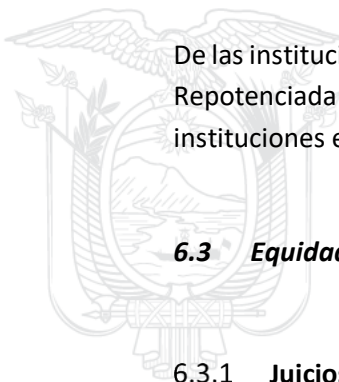 De las instituci
Repotenciada
instituciones e
6.3 Equidad
6.3.1 Juicios